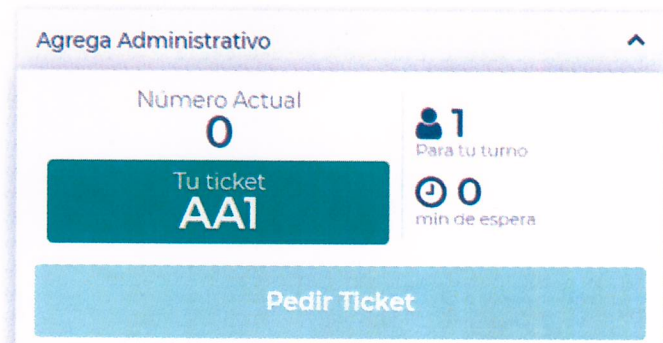 Agrega Administrativo
Número Actual
0
Tu ticket
AA1
1
Para tu turno
0
min de espera
Pedir Ticket